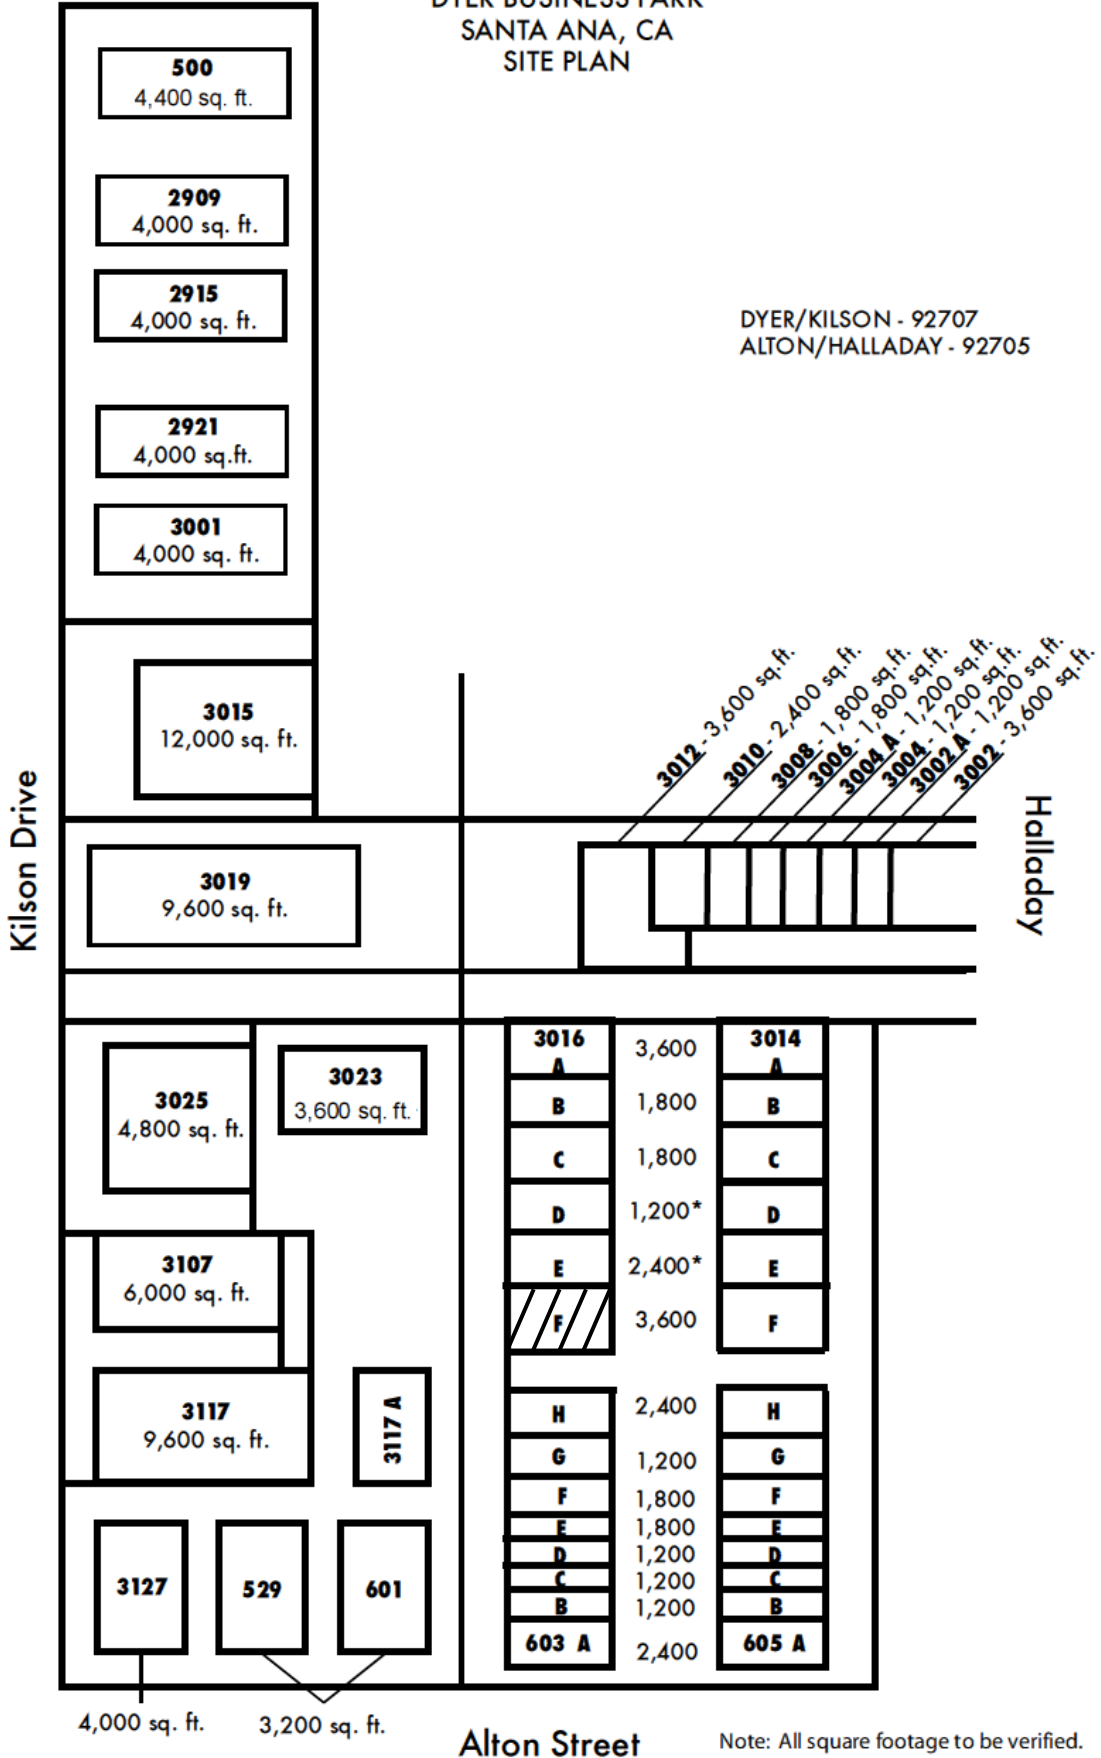 DYER BUSINESS PARK
SANTA ANA, CA
SITE PLAN
500
4,400 sq. ft.
2909
4,000 sq. ft.
2915
4,000 sq. ft.
DYER/KILSON - 92707
ALTON/HALLADAY - 92705
2921
4,000 sq.ft.
3001
4,000 sq. ft.
3015
12,000 sq. ft.
3012 - 3,600 sq.ft.
3010 - 2,400 sq.ft.
3008 - 1,800 sq.ft.
3006 - 1,800 sq.ft.
3004 A - 1,200 sq.ft.
3004 - 1,200 sq.ft.
3002 A - 1,200 sq.ft.
3002 - 3,600 sq.ft.
Kilson Drive
Halladay
3019
9,600 sq. ft.
3025
4,800 sq. ft.
3023
3,600 sq. ft.
3107
6,000 sq. ft.
3117
9,600 sq. ft.
3117 A
3127
529
601
4,000 sq. ft.
3,200 sq. ft.
3016 3,600 3014
A A
B 1,800 B
C 1,800 C
D 1,200* D
E 2,400* E
F 3,600 F
H 2,400 H
G 1,200 G
F 1,800 F
E 1,800 E
D 1,200 D
C 1,200 C
B 1,200 B
603 A 2,400 605 A
Alton Street
Note: All square footage to be verified.